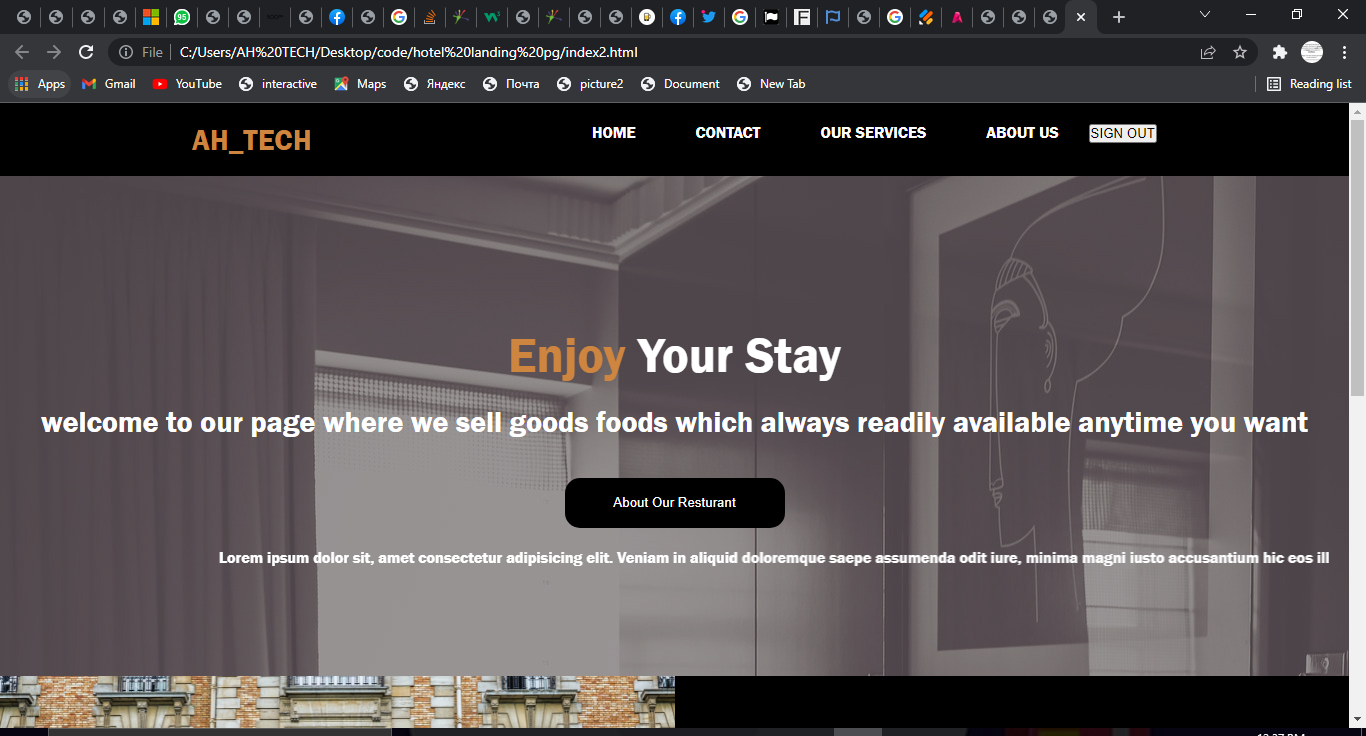 95
File
C:/Users/AH%20TECH/Desktop/code/hotel%20landing%20pg/index2.html
Apps Gmail YouTube interactive Maps Яндекс Почта picture2 Document New Tab Reading list
AH_TECH HOME CONTACT OUR SERVICES ABOUT US SIGN OUT
Enjoy Your Stay
welcome to our page where we sell goods foods which always readily available anytime you want
About Our Resturant
Lorem ipsum dolor sit, amet consectetur adipisicing elit. Veniam in aliquid doloremque saepe assumenda odit iure, minima magni iusto accusantium hic eos ill